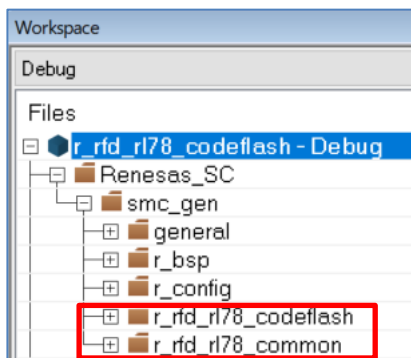 Workspace
Debug
Files
r_rfd_rl78_codeflash - Debug
Renesas_SC
smc_gen
general
r_bsp
r_config
r_rfd_rl78_codeflash
r_rfd_rl78_common